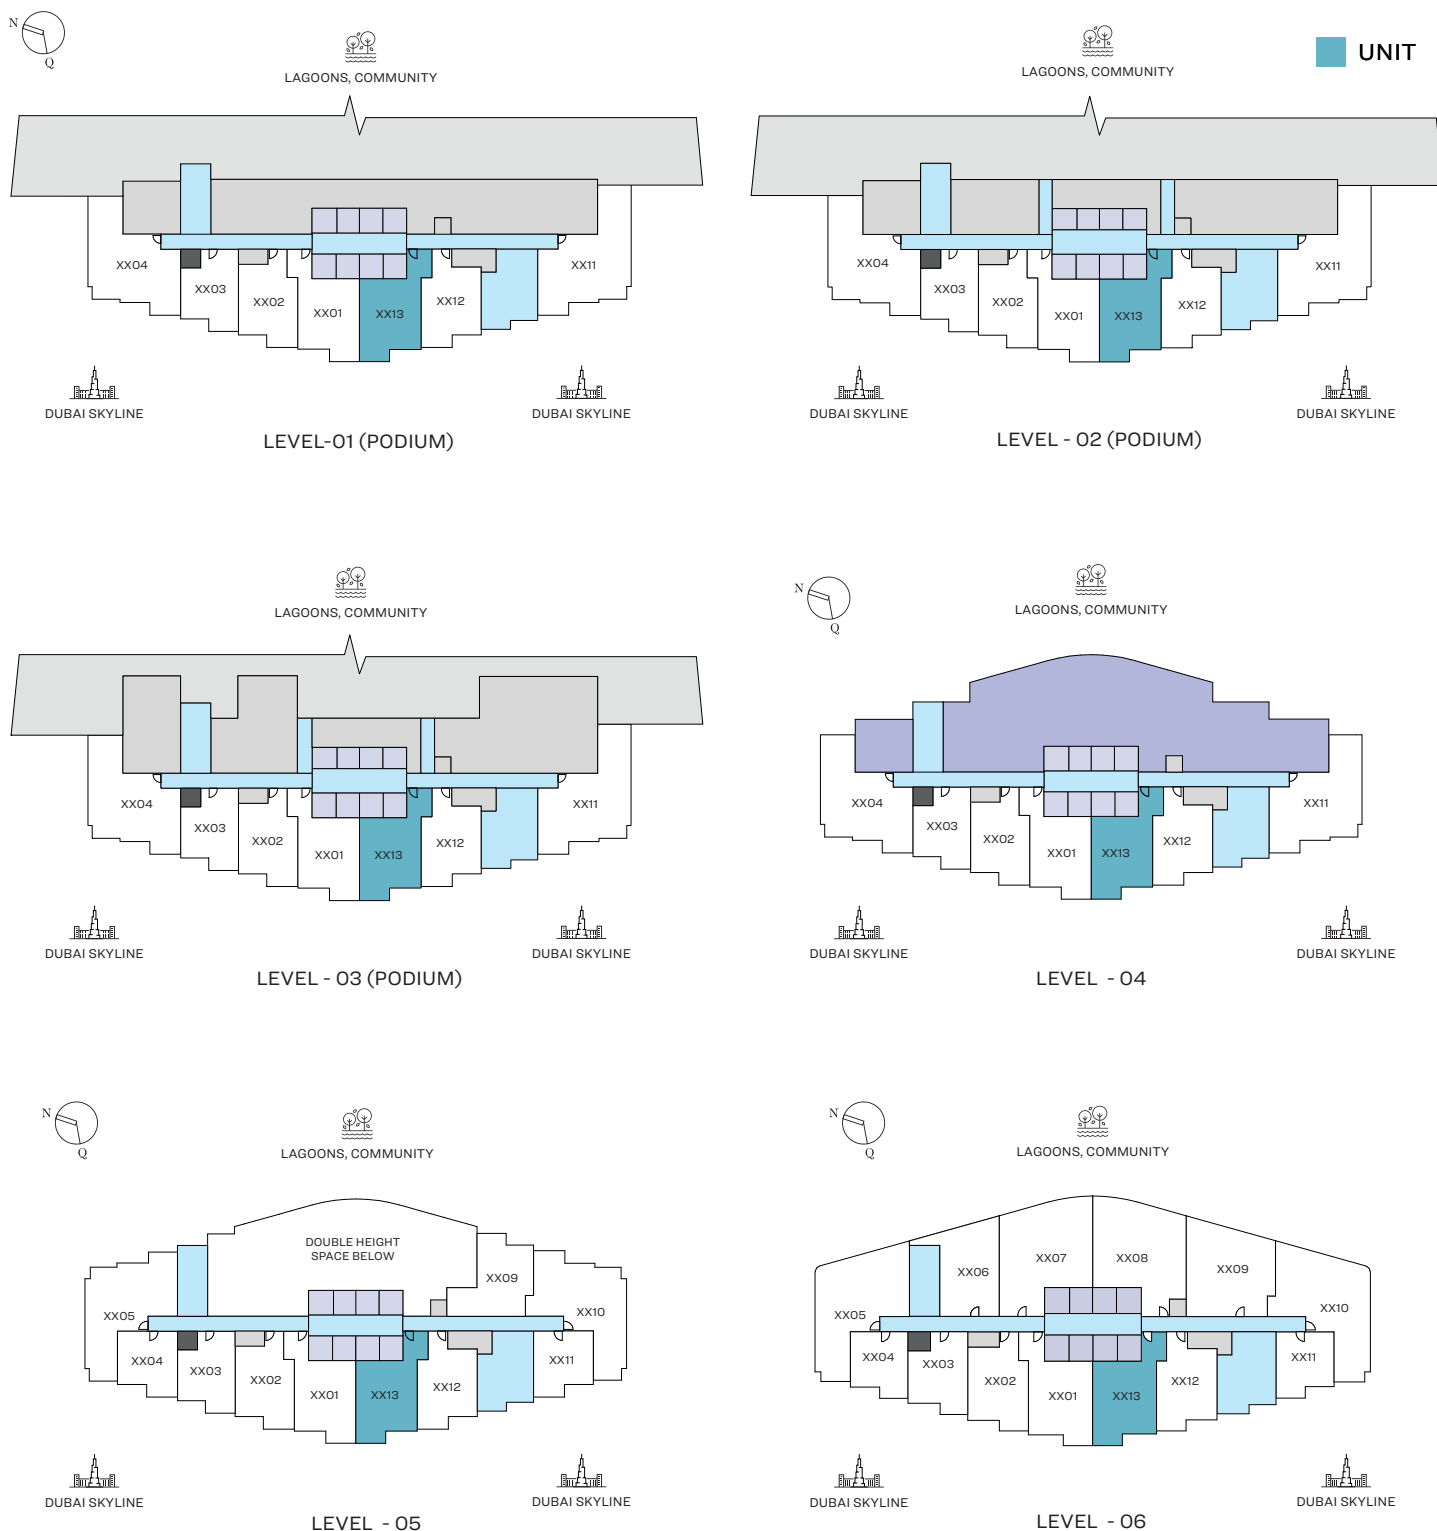 N
Q
LAGOONS, COMMUNITY
XX04
XX03
XX02
XX01
XX13
XX12
XX11
DUBAI SKYLINE
DUBAI SKYLINE
LEVEL-01 (PODIUM)
UNIT
LAGOONS, COMMUNITY
XX04
XX03
XX02
XX01
XX13
XX12
XX11
DUBAI SKYLINE
DUBAI SKYLINE
LEVEL - 02 (PODIUM)
LAGOONS, COMMUNITY
XX04
XX03
XX02
XX01
XX13
XX12
XX11
DUBAI SKYLINE
DUBAI SKYLINE
LEVEL - 03 (PODIUM)
N
Q
LAGOONS, COMMUNITY
XX04
XX03
XX02
XX01
XX13
XX12
XX11
DUBAI SKYLINE
DUBAI SKYLINE
LEVEL - 04
N
Q
LAGOONS, COMMUNITY
DOUBLE HEIGHT
SPACE BELOW
XX09
XX05
XX10
XX04
XX03
XX02
XX01
XX13
XX12
XX11
DUBAI SKYLINE
DUBAI SKYLINE
LEVEL - 05
N
Q
LAGOONS, COMMUNITY
XX06
XX07
XX08
XX09
XX05
XX10
XX04
XX03
XX02
XX01
XX13
XX12
XX11
DUBAI SKYLINE
DUBAI SKYLINE
LEVEL - 06